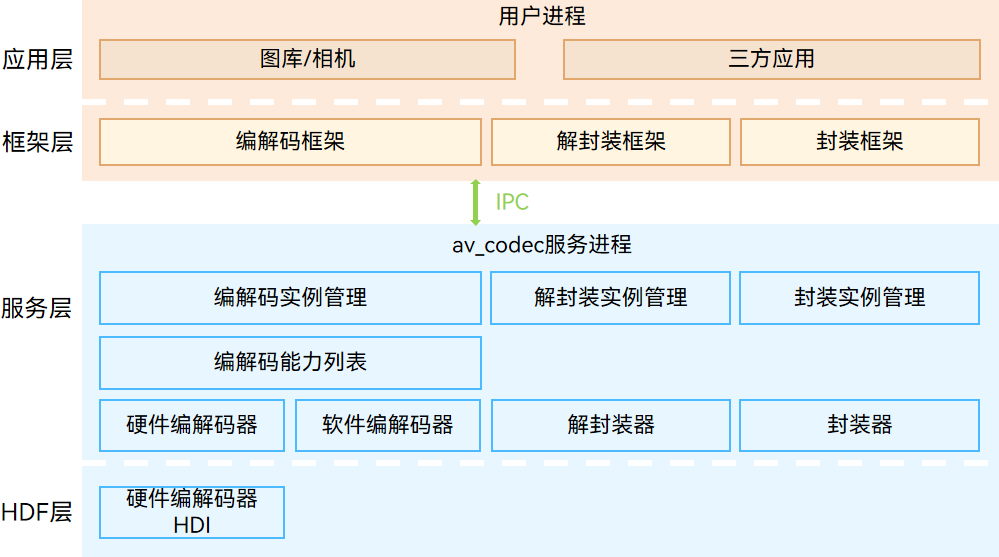 用户进程
应用层
图库/相机
三方应用
框架层
编解码框架
解封装框架
封装框架
IPC
av_codec服务进程
服务层
编解码实例管理
解封装实例管理
封装实例管理
编解码能力列表
硬件编解码器
软件编解码器
解封装器
封装器
HDF层
硬件编解码器
HDI